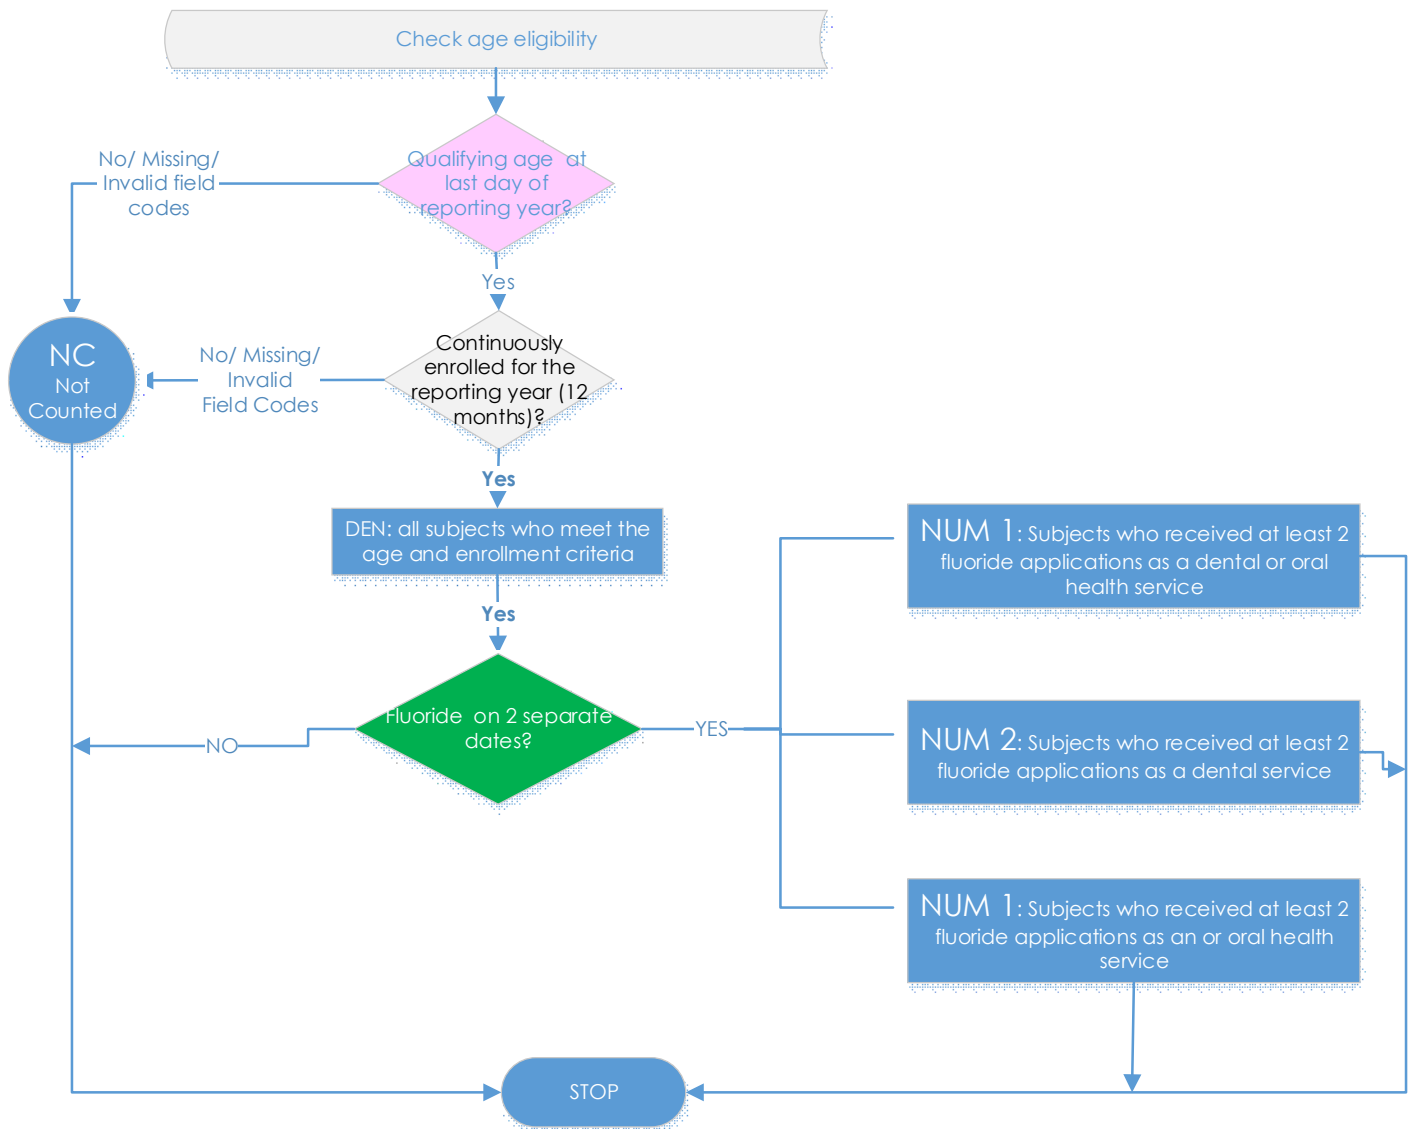 Check age eligibility
Qualifying age at
last day of
reporting year?
No/ Missing/
Invalid field
codes
Yes
Continuously
enrolled for the
reporting year (12
months)?
No/ Missing/
Invalid
Field Codes
NC
Not
Counted
Yes
DEN: all subjects who meet the
age and enrollment criteria
Yes
Fluoride on 2 separate
dates?
NO
YES
NUM 1: Subjects who received at least 2
fluoride applications as a dental or oral
health service
NUM 2: Subjects who received at least 2
fluoride applications as a dental service
NUM 1: Subjects who received at least 2
fluoride applications as an or oral health
service
STOP